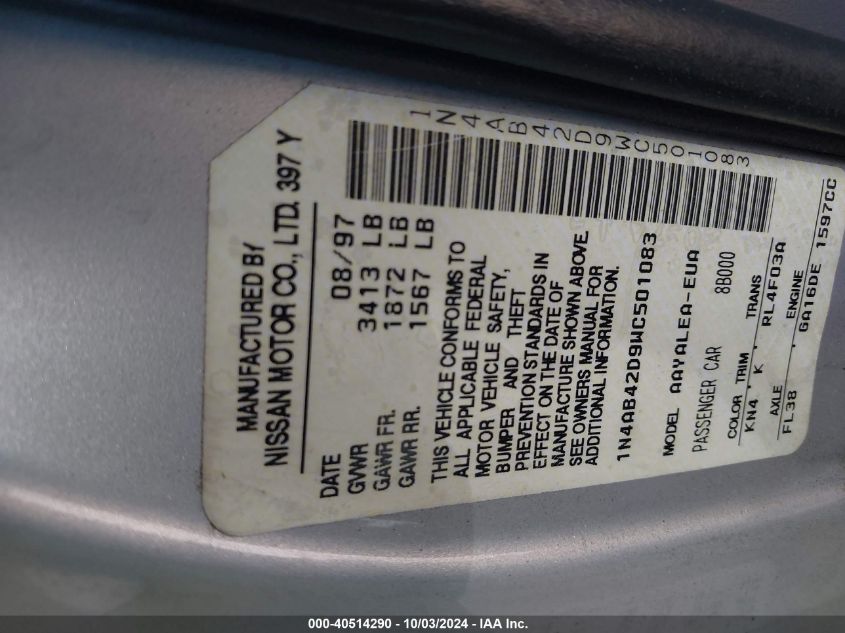 1N4AB42D9WC501083
MANUFACTURED BY
NISSAN MOTOR CO., LTD. 397 Y
DATE 08/97
GVWR 3413 LB
GAWR FR. 1872 LB
GAWR RR. 1567 LB
THIS VEHICLE CONFORMS TO
ALL APPLICABLE FEDERAL
MOTOR VEHICLE SAFETY,
BUMPER AND THEFT
PREVENTION STANDARDS IN
EFFECT ON THE DATE OF
MANUFACTURE SHOWN ABOVE.
SEE OWNERS MANUAL FOR
ADDITIONAL INFORMATION.
1N4AB42D9WC501083
MODEL AAYALEA-EUA
PASSENGER CAR 8B000
COLOR TRIM TRANS
KN4 ' K ' RL4F03A
AXLE ENGINE
FL38 ' GA16DE 1597CC
000-40514290 - 10/03/2024 - IAA Inc.